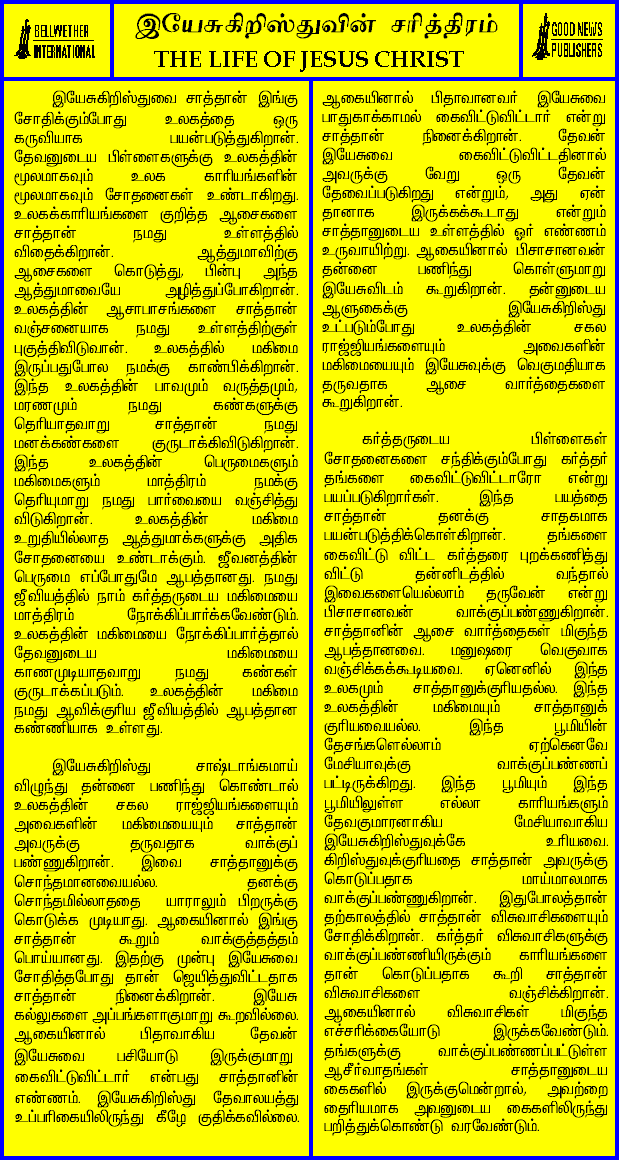 BELLWETHER
INTERNATIONAL
இயேசுகிறிஸ்துவின் சரித்திரம்
THE LIFE OF JESUS CHRIST
GOOD NEWS
PUBLISHERS
இயேசுகிறிஸ்துவை சாத்தான் இங்கு
சோதிக்கும்போது உலகத்தை ஒரு
கருவியாக பயன்படுத்துகிறான்.
தேவனுடைய பிள்ளைகளுக்கு உலகத்தின்
மூலமாகவும் உலக காரியங்களின்
மூலமாகவும் சோதனைகள் உண்டாகிறது.
உலகக்காரியங்களை குறித்த ஆசைகளை
சாத்தான் நமது உள்ளத்தில்
விதைக்கிறான். ஆத்துமாவிற்கு
ஆசைகளை கொடுத்து, பின்பு அந்த
ஆத்துமாவையே அழித்துப்போகிறான்.
உலகத்தின் ஆசாபாசங்களை சாத்தான்
வஞ்சனையாக நமது உள்ளத்திற்குள்
புகுத்திவிடுவான். உலகத்தில் மகிமை
இருப்பதுபோல நமக்கு காண்பிக்கிறான்.
இந்த உலகத்தின் பாவமும் வருத்தமும்,
மரணமும் நமது கண்களுக்கு
தெரியாதவாறு சாத்தான் நமது
மனக்கண்களை குருடாக்கிவிடுகிறான்.
இந்த உலகத்தின் பெருமைகளும்
மகிமைகளும் மாத்திரம் நமக்கு
தெரியுமாறு நமது பார்வையை வஞ்சித்து
விடுகிறான். உலகத்தின் மகிமை
உறுதியில்லாத ஆத்துமாக்களுக்கு அதிக
சோதனையை உண்டாக்கும். ஜீவனத்தின்
பெருமை எப்போதுமே ஆபத்தானது. நமது
ஜீவியத்தில் நாம் கர்த்தருடைய மகிமையை
மாத்திரம் நோக்கிப்பார்க்கவேண்டும்.
உலகத்தின் மகிமையை நோக்கிப்பார்த்தால்
தேவனுடைய மகிமையை
காணமுடியாதவாறு நமது கண்கள்
குருடாக்கப்படும். உலகத்தின் மகிமை
நமது ஆவிக்குரிய ஜீவியத்தில் ஆபத்தான
கண்ணியாக உள்ளது.
இயேசுகிறிஸ்து சாஷ்டாங்கமாய்
விழுந்து தன்னை பணிந்து கொண்டால்
உலகத்தின் சகல ராஜ்ஜியங்களையும்
அவைகளின் மகிமையையும் சாத்தான்
அவருக்கு தருவதாக வாக்குப்
பண்ணுகிறான். இவை சாத்தானுக்கு
சொந்தமானவையல்ல. தனக்கு
சொந்தமில்லாததை யாராலும் பிறருக்கு
கொடுக்க முடியாது. ஆகையினால் இங்கு
சாத்தான் கூறும் வாக்குத்தத்தம்
பொய்யானது. இதற்கு முன்பு இயேசுவை
சோதித்தபோது தான் ஜெயித்துவிட்டதாக
சாத்தான் நினைக்கிறான். இயேசு
கல்லுகளை அப்பங்களாகுமாறு கூறவில்லை.
ஆகையினால் பிதாவாகிய தேவன்
இயேசுவை பசியோடு இருக்குமாறு
கைவிட்டுவிட்டார் என்பது சாத்தானின்
எண்ணம். இயேசுகிறிஸ்து தேவாலயத்து
உப்பரிகையிலிருந்து கீழே குதிக்கவில்லை.
ஆகையினால் பிதாவானவர் இயேசுவை
பாதுகாக்காமல் கைவிட்டுவிட்டார் என்று
சாத்தான் நினைக்கிறான். தேவன்
இயேசுவை கைவிட்டுவிட்டதினால்
அவருக்கு வேறு ஒரு தேவன்
தேவைப்படுகிறது என்றும், அது ஏன்
தானாக இருக்கக்கூடாது என்றும்
சாத்தானுடைய உள்ளத்தில் ஓர் எண்ணம்
உருவாயிற்று. ஆகையினால் பிசாசானவன்
தன்னை பணிந்து கொள்ளுமாறு
இயேசுவிடம் கூறுகிறான். தன்னுடைய
ஆளுகைக்கு இயேசுகிறிஸ்து
உட்படும்போது உலகத்தின் சகல
ராஜ்ஜியங்களையும் அவைகளின்
மகிமையையும் இயேசுவுக்கு வெகுமதியாக
தருவதாக ஆசை வார்த்தைகளை
கூறுகிறான்.
கர்த்தருடைய பிள்ளைகள்
சோதனைகளை சந்திக்கும்போது கர்த்தர்
தங்களை கைவிட்டுவிட்டாரோ என்று
பயப்படுகிறார்கள். இந்த பயத்தை
சாத்தான் தனக்கு சாதகமாக
பயன்படுத்திக்கொள்கிறான். தங்களை
கைவிட்டு விட்ட கர்த்தரை புறக்கணித்து
விட்டு தன்னிடத்தில் வந்தால்
இவைகளையெல்லாம் தருவேன் என்று
பிசாசானவன் வாக்குப்பண்ணுகிறான்.
சாத்தானின் ஆசை வார்த்தைகள் மிகுந்த
ஆபத்தானவை. மனுஷரை வெகுவாக
வஞ்சிக்கக்கூடியவை. ஏனெனில் இந்த
உலகமும் சாத்தானுக்குரியதல்ல. இந்த
உலகத்தின் மகிமையும் சாத்தானுக்
குரியவையல்ல. இந்த பூமியின்
தேசங்களெல்லாம் ஏற்கெனவே
மேசியாவுக்கு வாக்குப்பண்ணப்
பட்டிருக்கிறது. இந்த பூமியும் இந்த
பூமியிலுள்ள எல்லா காரியங்களும்
தேவகுமாரனாகிய மேசியாவாகிய
இயேசுகிறிஸ்துவுக்கே உரியவை.
கிறிஸ்துவுக்குரியதை சாத்தான் அவருக்கு
கொடுப்பதாக மாய்மாலமாக
வாக்குப்பண்ணுகிறான். இதுபோலத்தான்
தற்காலத்தில் சாத்தான் விசுவாசிகளையும்
சோதிக்கிறான். கர்த்தர் விசுவாசிகளுக்கு
வாக்குப்பண்ணியிருக்கும் காரியங்களை
தான் கொடுப்பதாக கூறி சாத்தான்
விசுவாசிகளை வஞ்சிக்கிறான்.
ஆகையினால் விசுவாசிகள் மிகுந்த
எச்சரிக்கையோடு இருக்கவேண்டும்.
தங்களுக்கு வாக்குப்பண்ணப்பட்டுள்ள
ஆசீர்வாதங்கள் சாத்தானுடைய
கைகளில் இருக்குமென்றால், அவற்றை
தைரியமாக அவனுடைய கைகளிலிருந்து
பறித்துக்கொண்டு வரவேண்டும்.